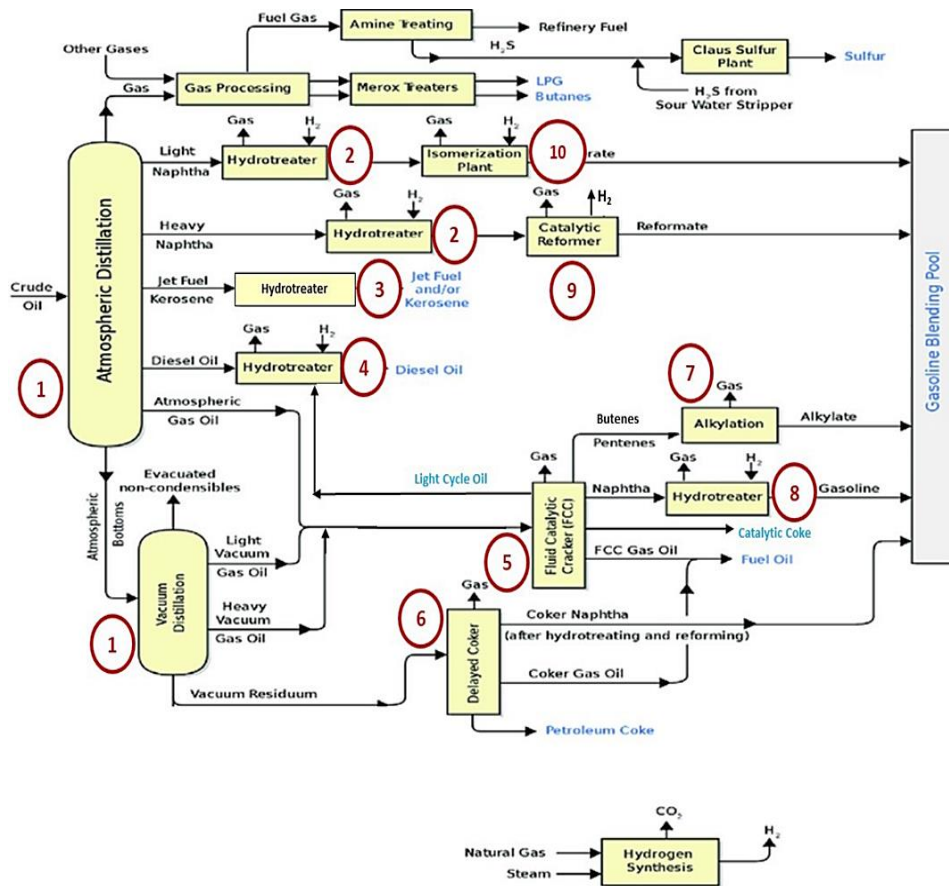 Fuel Gas
Amine Treating
Refinery Fuel
Other Gases
H₂S
Claus Sulfur
Plant
Sulfur
Gas
Gas Processing
Merox Treaters
LPG
Butanes
H₂S from
Sour Water Stripper
Gas
H₂
Gas
H₂
Light
Naphtha
Hydrotreater
2
Isomerization
Plant
10
rate
Gas
H₂
Gas
H₂
Heavy
Naphtha
Hydrotreater
2
Catalytic
Reformer
Reformate
9
Crude
Oil
Atmospheric Distillation
Jet Fuel
Kerosene
Hydrotreater
3
Jet Fuel
and/or
Kerosene
Gas
H₂
Diesel Oil
Hydrotreater
4
Diesel Oil
1
Atmospheric
Gas Oil
7
Gas
Butenes
Pentenes
Alkylation
Alkylate
Gasoline Blending Pool
Atmospheric
Bottoms
Evacuated
non-condensibles
Light Cycle Oil
Gas
Gas
H₂
Naphtha
Hydrotreater
8
Gasoline
Fluid Catalytic
Cracker (FCC)
5
Catalytic Coke
FCC Gas Oil
Fuel Oil
Light
Vacuum
Gas Oil
Vacuum
Distillation
1
Heavy
Vacuum
Gas Oil
6
Gas
Delayed Coker
Coker Naphtha
(after hydrotreating and reforming)
Coker Gas Oil
Vacuum Residuum
Petroleum Coke
CO₂
H₂
Natural Gas
Steam
Hydrogen
Synthesis